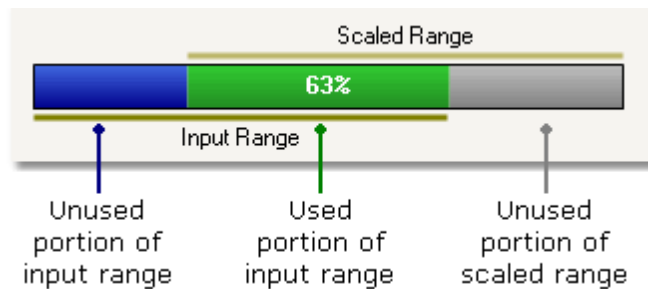 Scaled Range
63%
Input Range
Unused
portion of
input range
Used
portion of
input range
Unused
portion of
scaled range